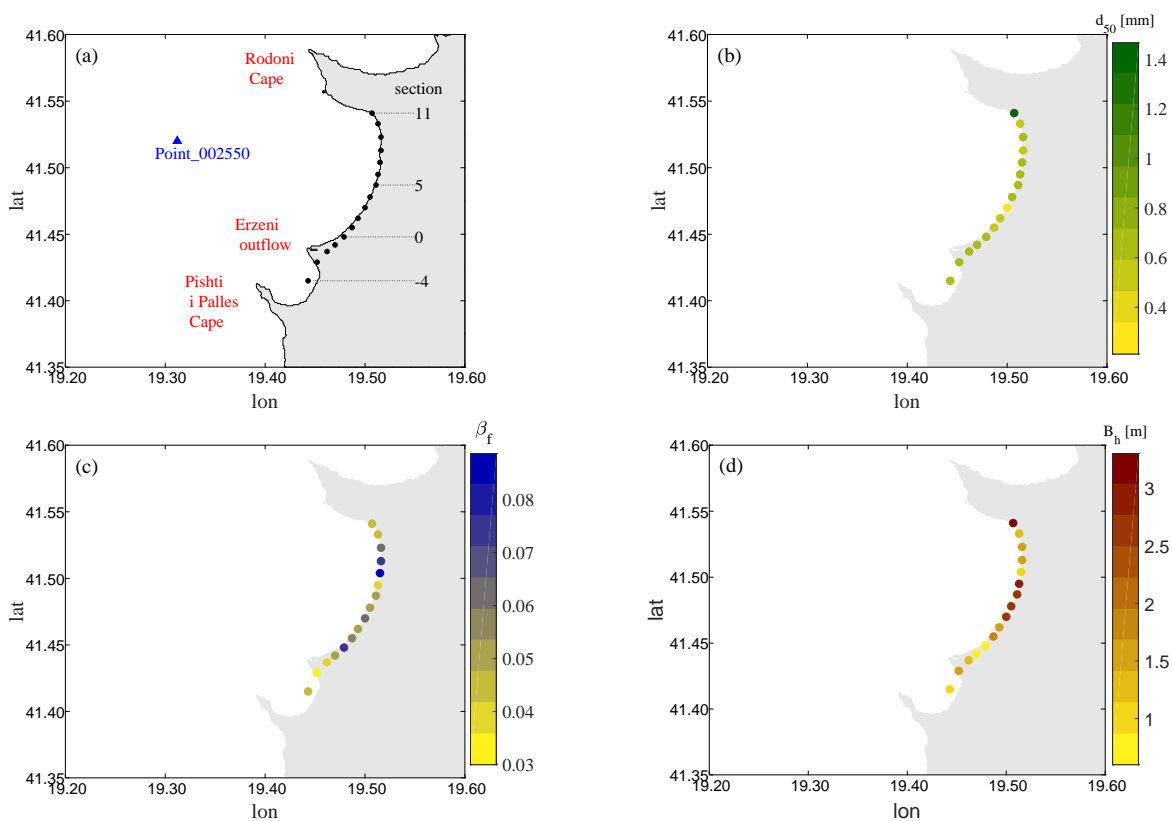 (a)
41.60
41.55
41.50
41.45
41.40
41.35
19.20
19.30
19.40
19.50
19.60
lat
lon
Rodoni
Cape
section
11
5
0
-4
Point_002550
Erzeni
outflow
Pishti
i Palles
Cape
(b)
d50 [mm]
1.4
1.2
1
0.8
0.6
0.4
41.60
41.55
41.50
41.45
41.40
41.35
19.20
19.30
19.40
19.50
19.60
lat
lon
(c)
βf
0.08
0.07
0.06
0.05
0.04
0.03
41.60
41.55
41.50
41.45
41.40
41.35
19.20
19.30
19.40
19.50
19.60
lat
lon
(d)
Bh [m]
3
2.5
2
1.5
1
41.60
41.55
41.50
41.45
41.40
41.35
19.20
19.30
19.40
19.50
19.60
lat
lon